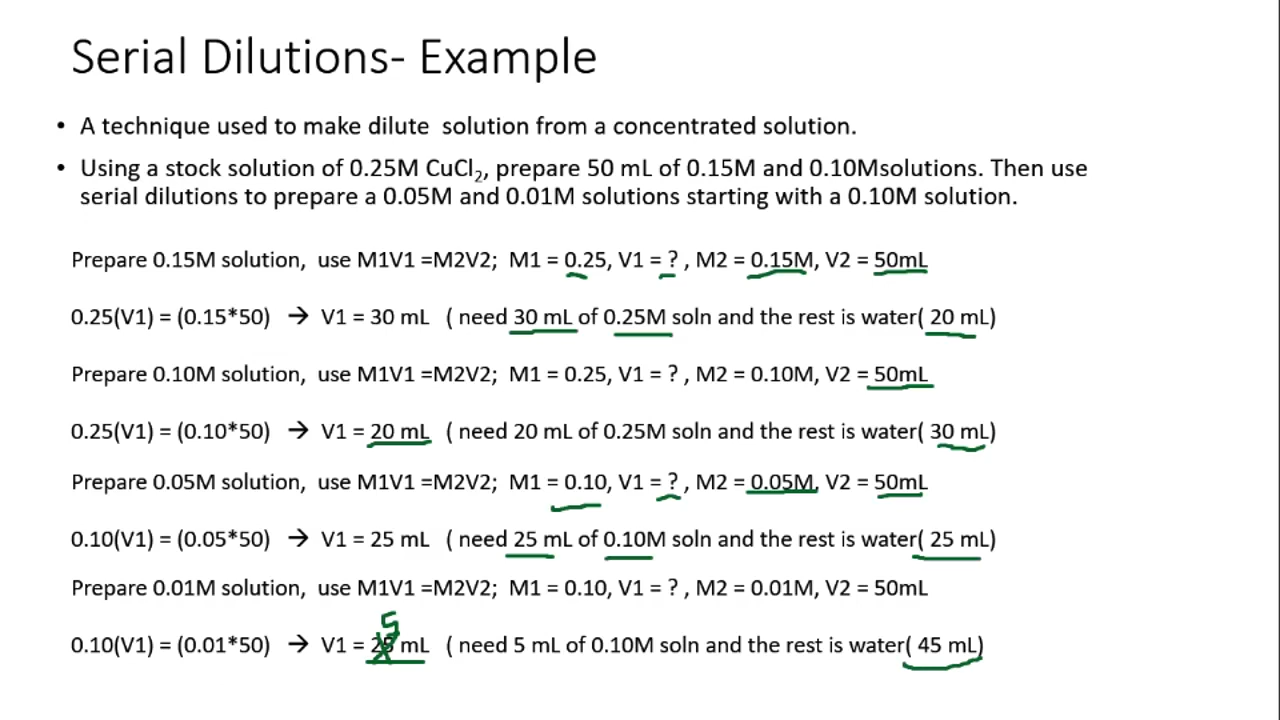 Serial Dilutions- Example
• A technique used to make dilute solution from a concentrated solution.
• Using a stock solution of 0.25M CuCl₂, prepare 50 mL of 0.15M and 0.10Msolutions. Then use
serial dilutions to prepare a 0.05M and 0.01M solutions starting with a 0.10M solution.
Prepare 0.15M solution, use M1V1 =M2V2; M1 = 0.25, V1 = ? , M2 = 0.15M, V2 = 50mL
0.25(V1) = (0.15*50) → V1 = 30 mL ( need 30 mL of 0.25M soln and the rest is water( 20 mL)
Prepare 0.10M solution, use M1V1 =M2V2; M1 = 0.25, V1 = ? , M2 = 0.10M, V2 = 50mL
0.25(V1) = (0.10*50) → V1 = 20 mL ( need 20 mL of 0.25M soln and the rest is water( 30 mL)
Prepare 0.05M solution, use M1V1 =M2V2; M1 = 0.10, V1 = ? , M2 = 0.05M, V2 = 50mL
0.10(V1) = (0.05*50) → V1 = 25 mL ( need 25 mL of 0.10M soln and the rest is water( 25 mL)
Prepare 0.01M solution, use M1V1 =M2V2; M1 = 0.10, V1 = ? , M2 = 0.01M, V2 = 50mL
5
0.10(V1) = (0.01*50) → V1 = 25 mL ( need 5 mL of 0.10M soln and the rest is water( 45 mL)